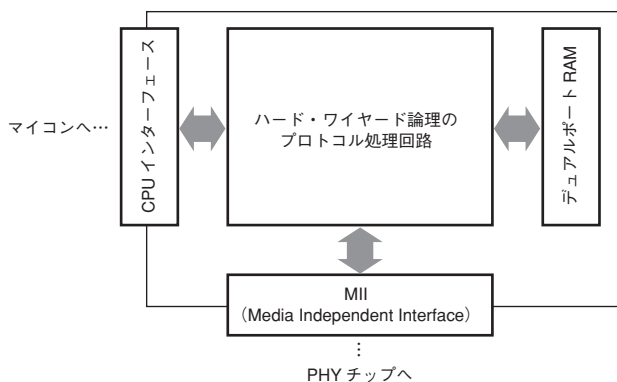 マイコンへ…
CPU インターフェース
ハード・ワイヤード論理の
プロトコル処理回路
デュアルポート RAM
MII
（Media Independent Interface）
…
PHY チップへ